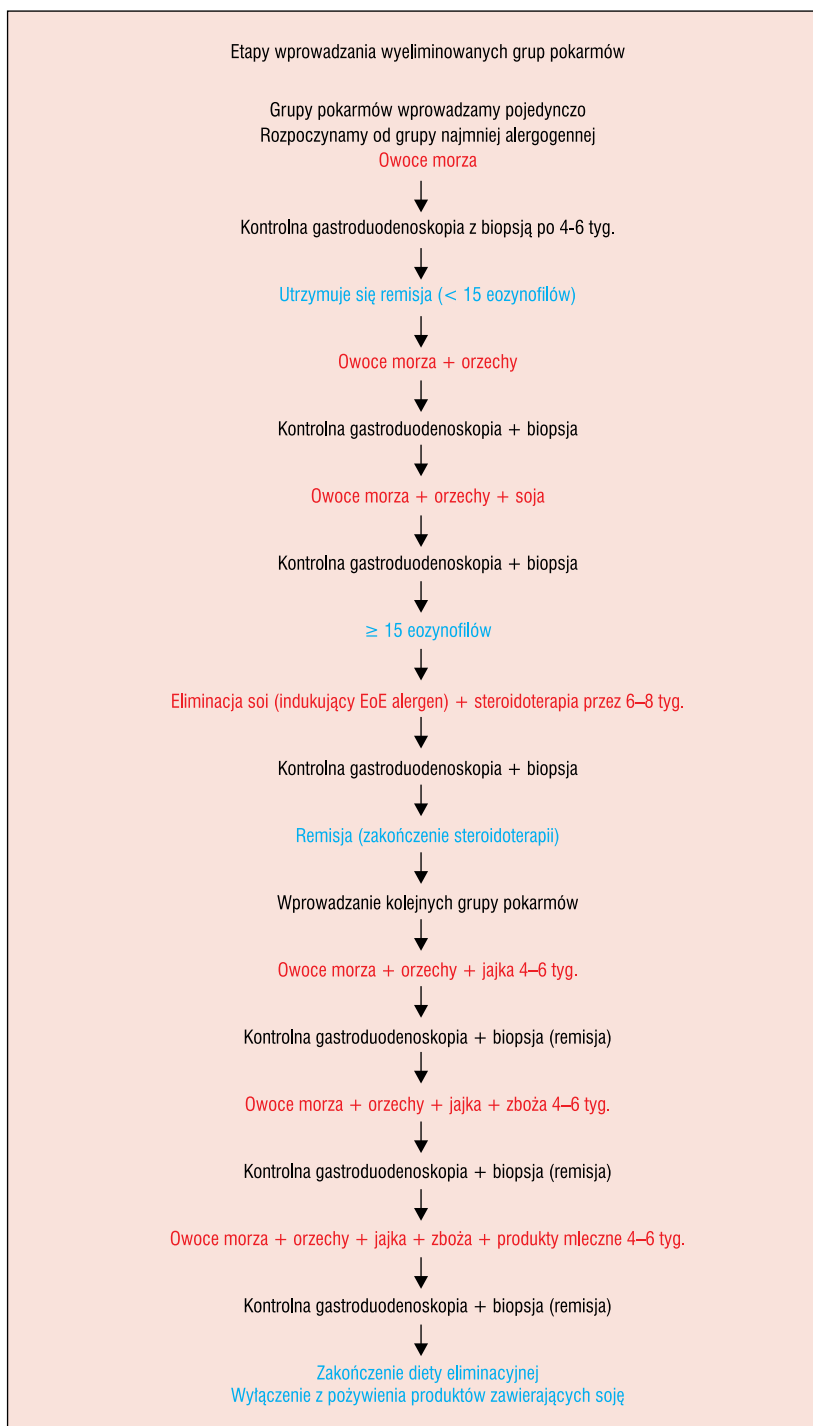 Etapy wprowadzania wyeliminowanych grup pokarmów
Grupy pokarmów wprowadzamy pojedynczo
Rozpoczynamy od grupy najmniej alergogennej
Owoce morza
Kontrolna gastroduodenoskopia z biopsją po 4-6 tyg.
Utrzymuje się remisja (< 15 eozynofilów)
Owoce morza + orzechy
Kontrolna gastroduodenoskopia + biopsja
Owoce morza + orzechy + soja
Kontrolna gastroduodenoskopia + biopsja
≥ 15 eozynofilów
Eliminacja soi (indukujący EoE alergen) + steroidoterapia przez 6–8 tyg.
Kontrolna gastroduodenoskopia + biopsja
Remisja (zakończenie steroidoterapii)
Wprowadzanie kolejnych grupy pokarmów
Owoce morza + orzechy + jajka 4–6 tyg.
Kontrolna gastroduodenoskopia + biopsja (remisja)
Owoce morza + orzechy + jajka + zboża 4–6 tyg.
Kontrolna gastroduodenoskopia + biopsja (remisja)
Owoce morza + orzechy + jajka + zboża + produkty mleczne 4–6 tyg.
Kontrolna gastroduodenoskopia + biopsja (remisja)
Zakończenie diety eliminacyjnej
Wyłączenie z pożywienia produktów zawierających soję